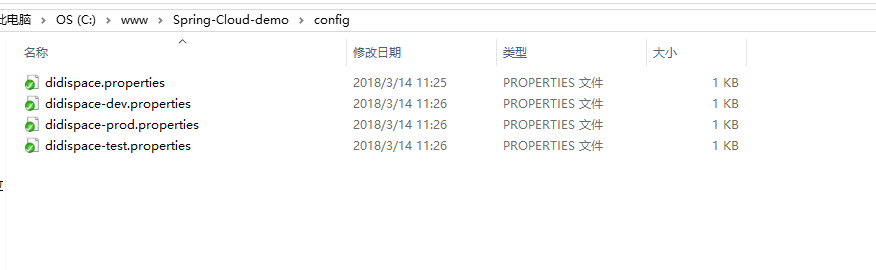 此电脑 > OS (C:) > www > Spring-Cloud-demo > config
名称 修改日期 类型 大小
didispace.properties 2018/3/14 11:25 PROPERTIES 文件 1 KB
didispace-dev.properties 2018/3/14 11:26 PROPERTIES 文件 1 KB
didispace-prod.properties 2018/3/14 11:26 PROPERTIES 文件 1 KB
didispace-test.properties 2018/3/14 11:26 PROPERTIES 文件 1 KB